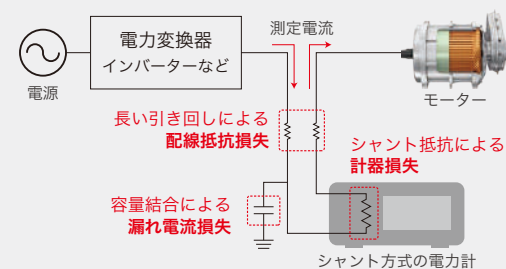 電力変換器
インバーターなど
電源
測定電流
モーター
長い引き回しによる
配線抵抗損失
シャント抵抗による
計器損失
容量結合による
漏れ電流損失
シャント方式の電力計